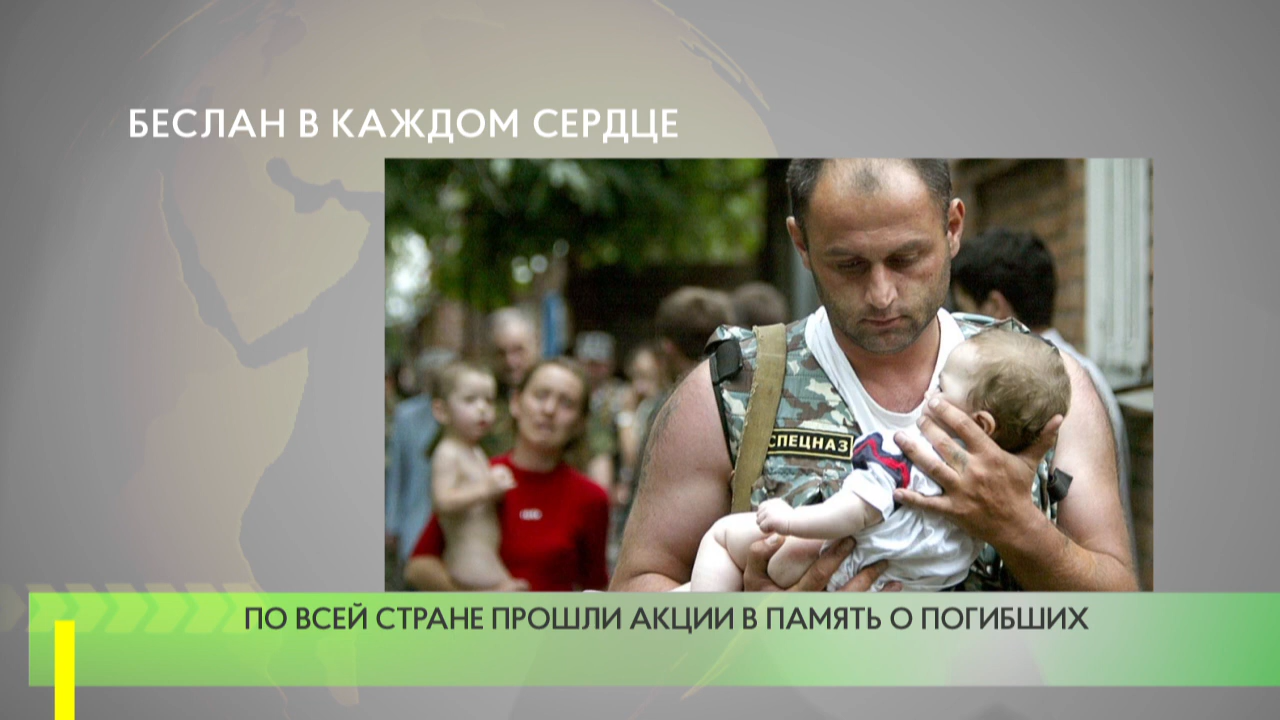 БЕСЛАН В КАЖДОМ СЕРДЦЕ
СПЕЦНАЗ
ПО ВСЕЙ СТРАНЕ ПРОШЛИ АКЦИИ В ПАМЯТЬ О ПОГИБШИХ